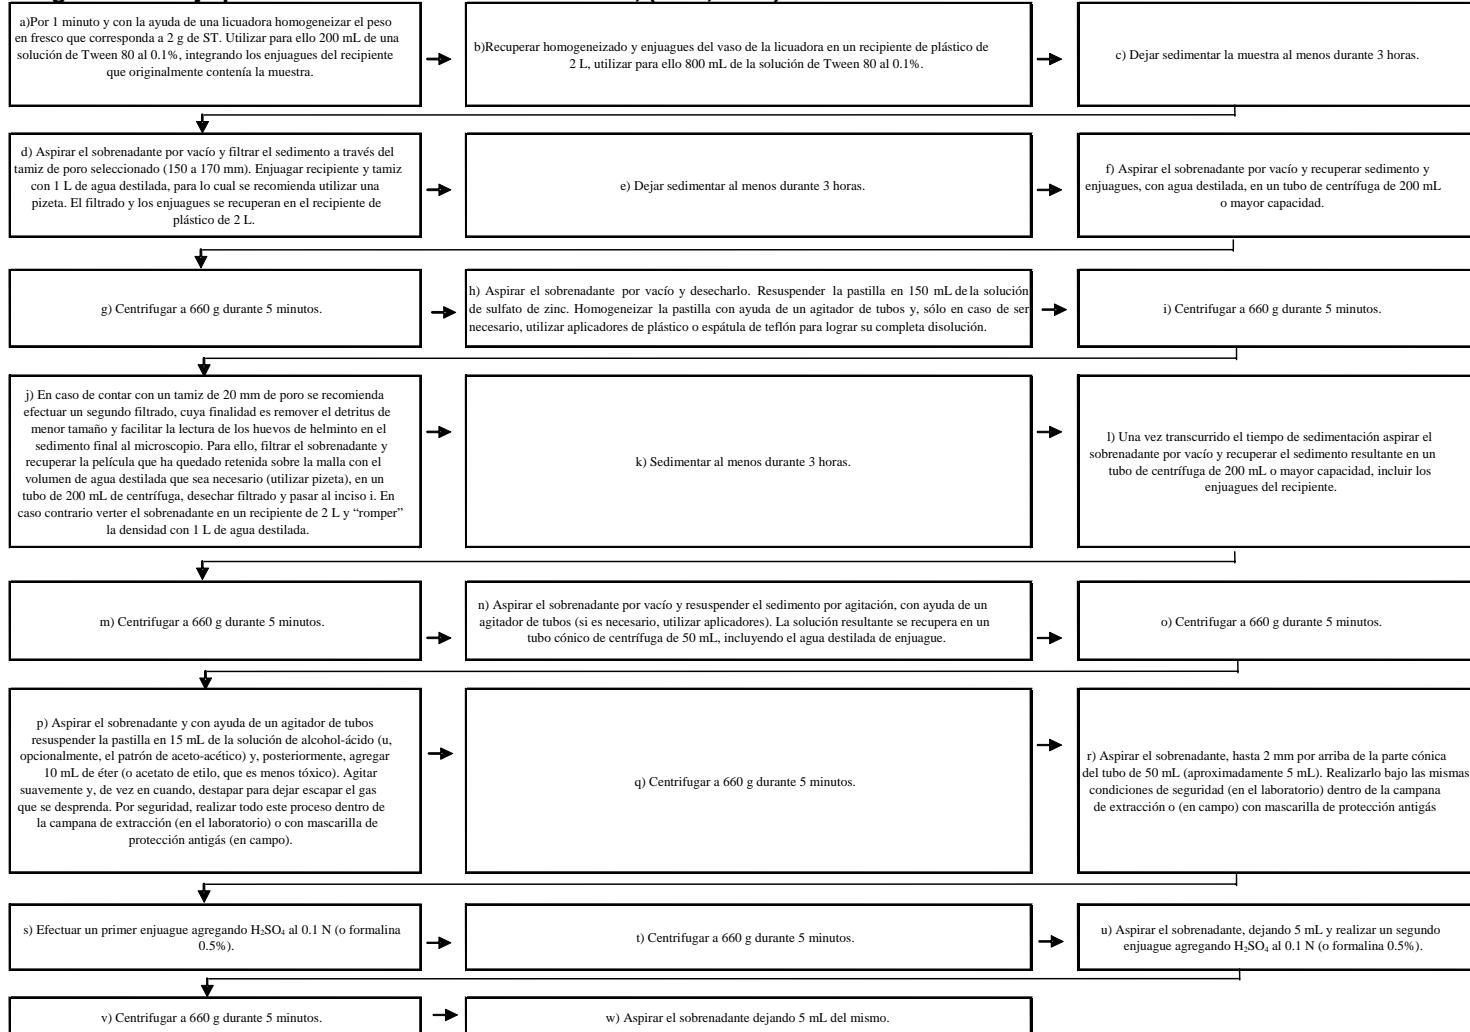 a)Por 1 minuto y con la ayuda de una licuadora homogeneizar el peso
en fresco que corresponda a 2 g de ST. Utilizar para ello 200 mL de una
solución de Tween 80 al 0.1%, integrando los enjuagues del recipiente
que originalmente contenía la muestra.
b)Recuperar homogeneizado y enjuagues del vaso de la licuadora en un recipiente de plástico de
2 L, utilizar para ello 800 mL de la solución de Tween 80 al 0.1%.
c) Dejar sedimentar la muestra al menos durante 3 horas.
d) Aspirar el sobrenadante por vacío y filtrar el sedimento a través del
tamiz de poro seleccionado (150 a 170 mm). Enjuagar recipiente y tamiz
con 1 L de agua destilada, para lo cual se recomienda utilizar una
pizeta. El filtrado y los enjuagues se recuperan en el recipiente de
plástico de 2 L.
e) Dejar sedimentar al menos durante 3 horas.
f) Aspirar el sobrenadante por vacío y recuperar sedimento y
enjuagues, con agua destilada, en un tubo de centrífuga de 200 mL
o mayor capacidad.
g) Centrifugar a 660 g durante 5 minutos.
h) Aspirar el sobrenadante por vacío y desecharlo. Resuspender la pastilla en 150 mL de la solución
de sulfato de zinc. Homogeneizar la pastilla con ayuda de un agitador de tubos y, sólo en caso de ser
necesario, utilizar aplicadores de plástico o espátula de teflón para lograr su completa disolución.
i) Centrifugar a 660 g durante 5 minutos.
j) En caso de contar con un tamiz de 20 mm de poro se recomienda
efectuar un segundo filtrado, cuya finalidad es remover el detritus de
menor tamaño y facilitar la lectura de los huevos de helminto en el
sedimento final al microscopio. Para ello, filtrar el sobrenadante y
recuperar la película que ha quedado retenida sobre la malla con el
volumen de agua destilada que sea necesario (utilizar pizeta), en un
tubo de 200 mL de centrífuga, desechar filtrado y pasar al inciso i. En
caso contrario verter el sobrenadante en un recipiente de 2 L y “romper”
la densidad con 1 L de agua destilada.
k) Sedimentar al menos durante 3 horas.
l) Una vez transcurrido el tiempo de sedimentación aspirar el
sobrenadante por vacío y recuperar el sedimento resultante en un
tubo de centrífuga de 200 mL o mayor capacidad, incluir los
enjuagues del recipiente.
m) Centrifugar a 660 g durante 5 minutos.
n) Aspirar el sobrenadante por vacío y resuspender el sedimento por agitación, con ayuda de un
agitador de tubos (si es necesario, utilizar aplicadores). La solución resultante se recupera en un
tubo cónico de centrífuga de 50 mL, incluyendo el agua destilada de enjuague.
o) Centrifugar a 660 g durante 5 minutos.
p) Aspirar el sobrenadante y con ayuda de un agitador de tubos
resuspender la pastilla en 15 mL de la solución de alcohol-ácido (u,
opcionalmente, el patrón de aceto-acético) y, posteriormente, agregar
10 mL de éter (o acetato de etilo, que es menos tóxico). Agitar
suavemente y, de vez en cuando, destapar para dejar escapar el gas
que se desprenda. Por seguridad, realizar todo este proceso dentro de
la campana de extracción (en el laboratorio) o con mascarilla de
protección antigás (en campo).
q) Centrifugar a 660 g durante 5 minutos.
r) Aspirar el sobrenadante, hasta 2 mm por arriba de la parte cónica
del tubo de 50 mL (aproximadamente 5 mL). Realizarlo bajo las mismas
condiciones de seguridad (en el laboratorio) dentro de la campana
de extracción o (en campo) con mascarilla de protección antigás
s) Efectuar un primer enjuague agregando H₂SO₄ al 0.1 N (o formalina
0.5%).
t) Centrifugar a 660 g durante 5 minutos.
u) Aspirar el sobrenadante, dejando 5 mL y realizar un segundo
enjuague agregando H₂SO₄ al 0.1 N (o formalina 0.5%).
v) Centrifugar a 660 g durante 5 minutos.
w) Aspirar el sobrenadante dejando 5 mL del mismo.